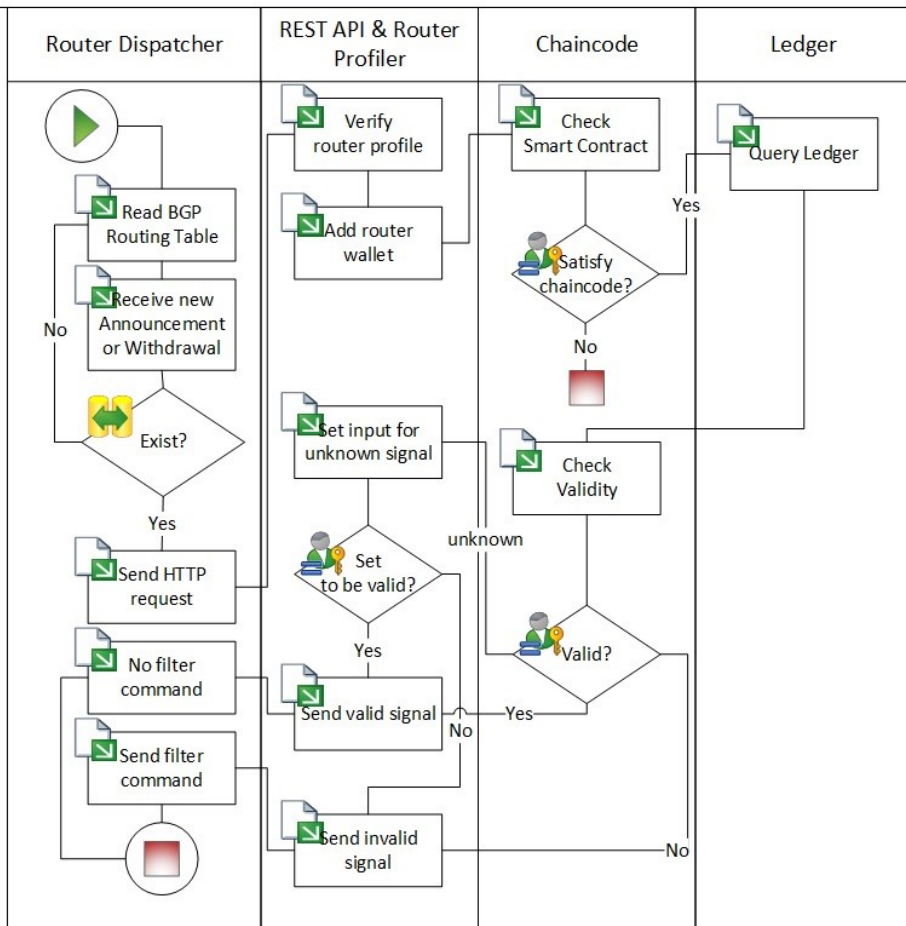 Router Dispatcher
REST API & Router
Profiler
Chaincode
Ledger
Verify
router profile
Check
Smart Contract
Query Ledger
Yes
Read BGP
Routing Table
Add router
wallet
Satisfy
chaincode?
Receive new
Announcement
or Withdrawal
No
No
Exist?
Set input for
unknown signal
Check
Validity
Yes
unknown
Send HTTP
request
Set
to be valid?
Yes
Valid?
No filter
command
Send valid signal
Yes
No
Send filter
command
Send invalid
signal
No